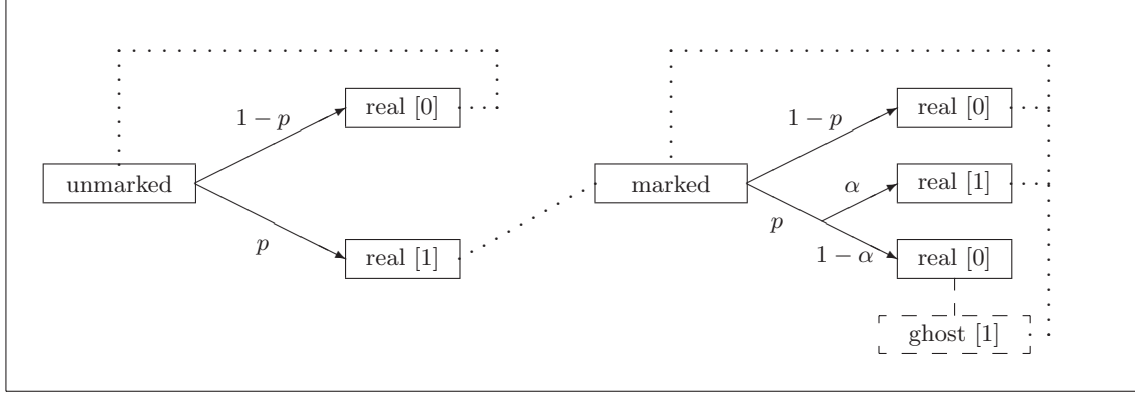 1 − p
real [0]
unmarked
p
real [1]
1 − p
real [0]
marked
α
real [1]
p
1 − α
real [0]
ghost [1]